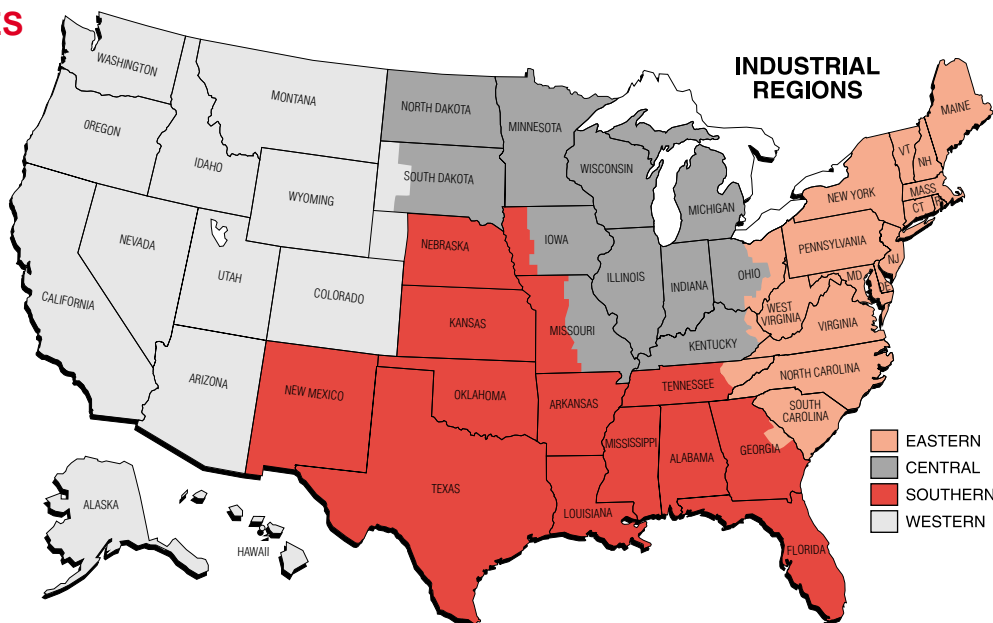 ES
INDUSTRIAL
REGIONS
WASHINGTON
MONTANA
NORTH DAKOTA
MINNESOTA
MAINE
OREGON
IDAHO
SOUTH DAKOTA
WISCONSIN
VT
NH
WYOMING
MICHIGAN
NEW YORK
MASS
CT
NEVADA
NEBRASKA
IOWA
PENNSYLVANIA
NJ
UTAH
COLORADO
ILLINOIS
INDIANA
OHIO
MD
DE
CALIFORNIA
KANSAS
MISSOURI
WEST
VIRGINIA
VIRGINIA
KENTUCKY
ARIZONA
NEW MEXICO
OKLAHOMA
ARKANSAS
TENNESSEE
NORTH CAROLINA
SOUTH
CAROLINA
MISSISSIPPI
ALABAMA
GEORGIA
TEXAS
LOUISIANA
FLORIDA
ALASKA
HAWAII
EASTERN
CENTRAL
SOUTHERN
WESTERN